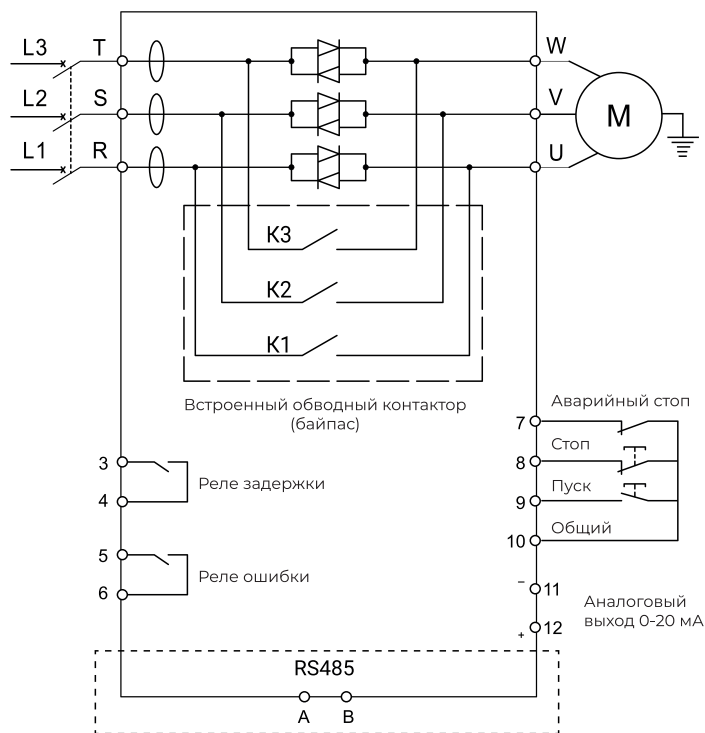 L3 T W
L2 S V M
L1 R U
K3
K2
K1
Встроенный обводный контактор
(байпас)
7 Аварийный стоп
Стоп
8
3
Реле задержки
4
Пуск
9
Общий
10
5
Реле ошибки
6
− 11
Аналоговый
выход 0-20 мА
+ 12
RS485
A B